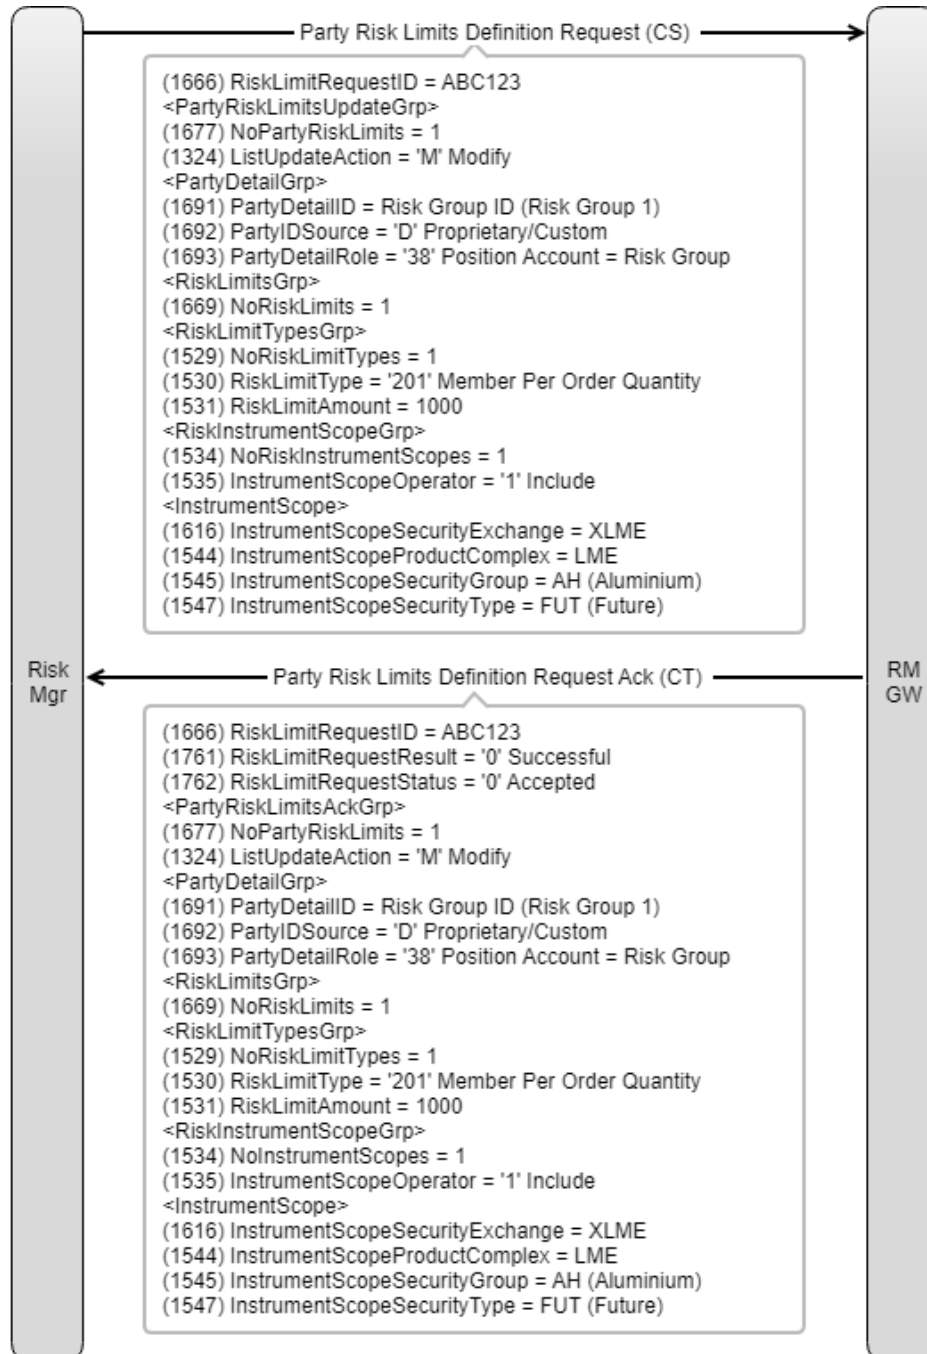 Party Risk Limits Definition Request (CS)
(1666) RiskLimitRequestID = ABC123
<PartyRiskLimitsUpdateGrp>
(1677) NoPartyRiskLimits = 1
(1324) ListUpdateAction = 'M' Modify
<PartyDetailGrp>
(1691) PartyDetailID = Risk Group ID (Risk Group 1)
(1692) PartyIDSource = 'D' Proprietary/Custom
(1693) PartyDetailRole = '38' Position Account = Risk Group
<RiskLimitsGrp>
(1669) NoRiskLimits = 1
<RiskLimitTypesGrp>
(1529) NoRiskLimitTypes = 1
(1530) RiskLimitType = '201' Member Per Order Quantity
(1531) RiskLimitAmount = 1000
<RiskInstrumentScopeGrp>
(1534) NoRiskInstrumentScopes = 1
(1535) InstrumentScopeOperator = '1' Include
<InstrumentScope>
(1616) InstrumentScopeSecurityExchange = XLME
(1544) InstrumentScopeProductComplex = LME
(1545) InstrumentScopeSecurityGroup = AH (Aluminium)
(1547) InstrumentScopeSecurityType = FUT (Future)
Risk
Mgr
Party Risk Limits Definition Request Ack (CT)
RM
GW
(1666) RiskLimitRequestID = ABC123
(1761) RiskLimitRequestResult = '0' Successful
(1762) RiskLimitRequestStatus = '0' Accepted
<PartyRiskLimitsAckGrp>
(1677) NoPartyRiskLimits = 1
(1324) ListUpdateAction = 'M' Modify
<PartyDetailGrp>
(1691) PartyDetailID = Risk Group ID (Risk Group 1)
(1692) PartyIDSource = 'D' Proprietary/Custom
(1693) PartyDetailRole = '38' Position Account = Risk Group
<RiskLimitsGrp>
(1669) NoRiskLimits = 1
<RiskLimitTypesGrp>
(1529) NoRiskLimitTypes = 1
(1530) RiskLimitType = '201' Member Per Order Quantity
(1531) RiskLimitAmount = 1000
<RiskInstrumentScopeGrp>
(1534) NoInstrumentScopes = 1
(1535) InstrumentScopeOperator = '1' Include
<InstrumentScope>
(1616) InstrumentScopeSecurityExchange = XLME
(1544) InstrumentScopeProductComplex = LME
(1545) InstrumentScopeSecurityGroup = AH (Aluminium)
(1547) InstrumentScopeSecurityType = FUT (Future)